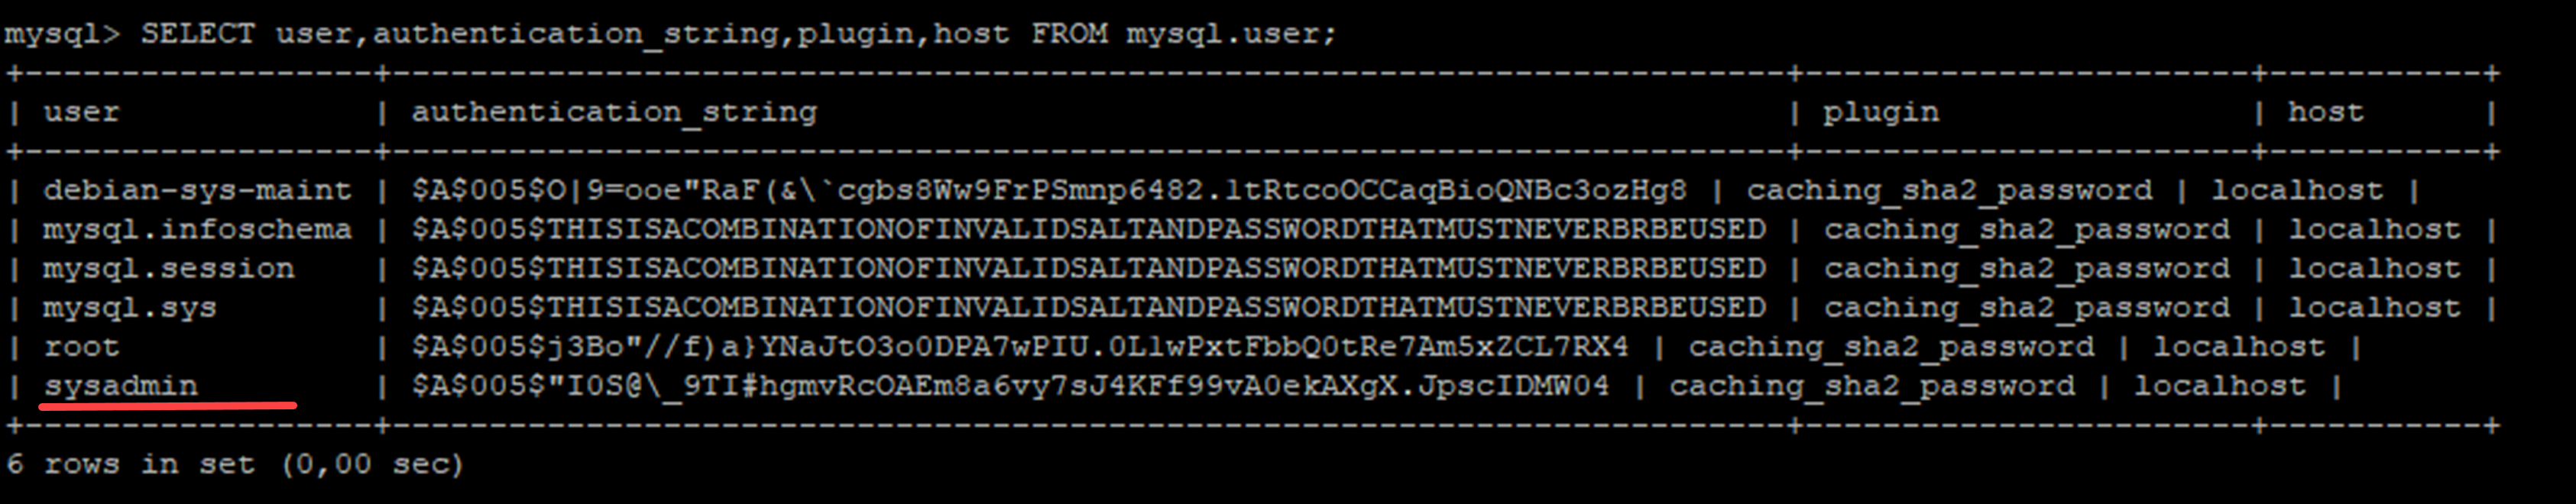 mysql> SELECT user,authentication_string,plugin,host FROM mysql.user;
+------------------+------------------------------------------------------------------------+-----------------------+-----------+
| user             | authentication_string                                                  | plugin                | host      |
+------------------+------------------------------------------------------------------------+-----------------------+-----------+
| debian-sys-maint | $A$005$O|9=ooe"RaF(&\`cgbs8Ww9FrPSmnp6482.ltRtcoOCCaqBioQNBc3ozHg8 | caching_sha2_password | localhost |
| mysql.infoschema | $A$005$THISISACOMBINATIONOFINVALIDSALTANDPASSWORDTHATMUSTNEVERBRBEUSED | caching_sha2_password | localhost |
| mysql.session    | $A$005$THISISACOMBINATIONOFINVALIDSALTANDPASSWORDTHATMUSTNEVERBRBEUSED | caching_sha2_password | localhost |
| mysql.sys        | $A$005$THISISACOMBINATIONOFINVALIDSALTANDPASSWORDTHATMUSTNEVERBRBEUSED | caching_sha2_password | localhost |
| root             | $A$005$j3Bo"//f)a}YNaJtO3o0DPA7wPIU.0LlwPxtFbbQ0tRe7Am5xZCL7RX4 | caching_sha2_password | localhost |
| sysadmin         | $A$005$"I0S@\_9TI#hgmvRcOAEm8a6vy7sJ4KFf99vA0ekAXgX.JpscIDMW04 | caching_sha2_password | localhost |
+------------------+------------------------------------------------------------------------+-----------------------+-----------+
6 rows in set (0,00 sec)